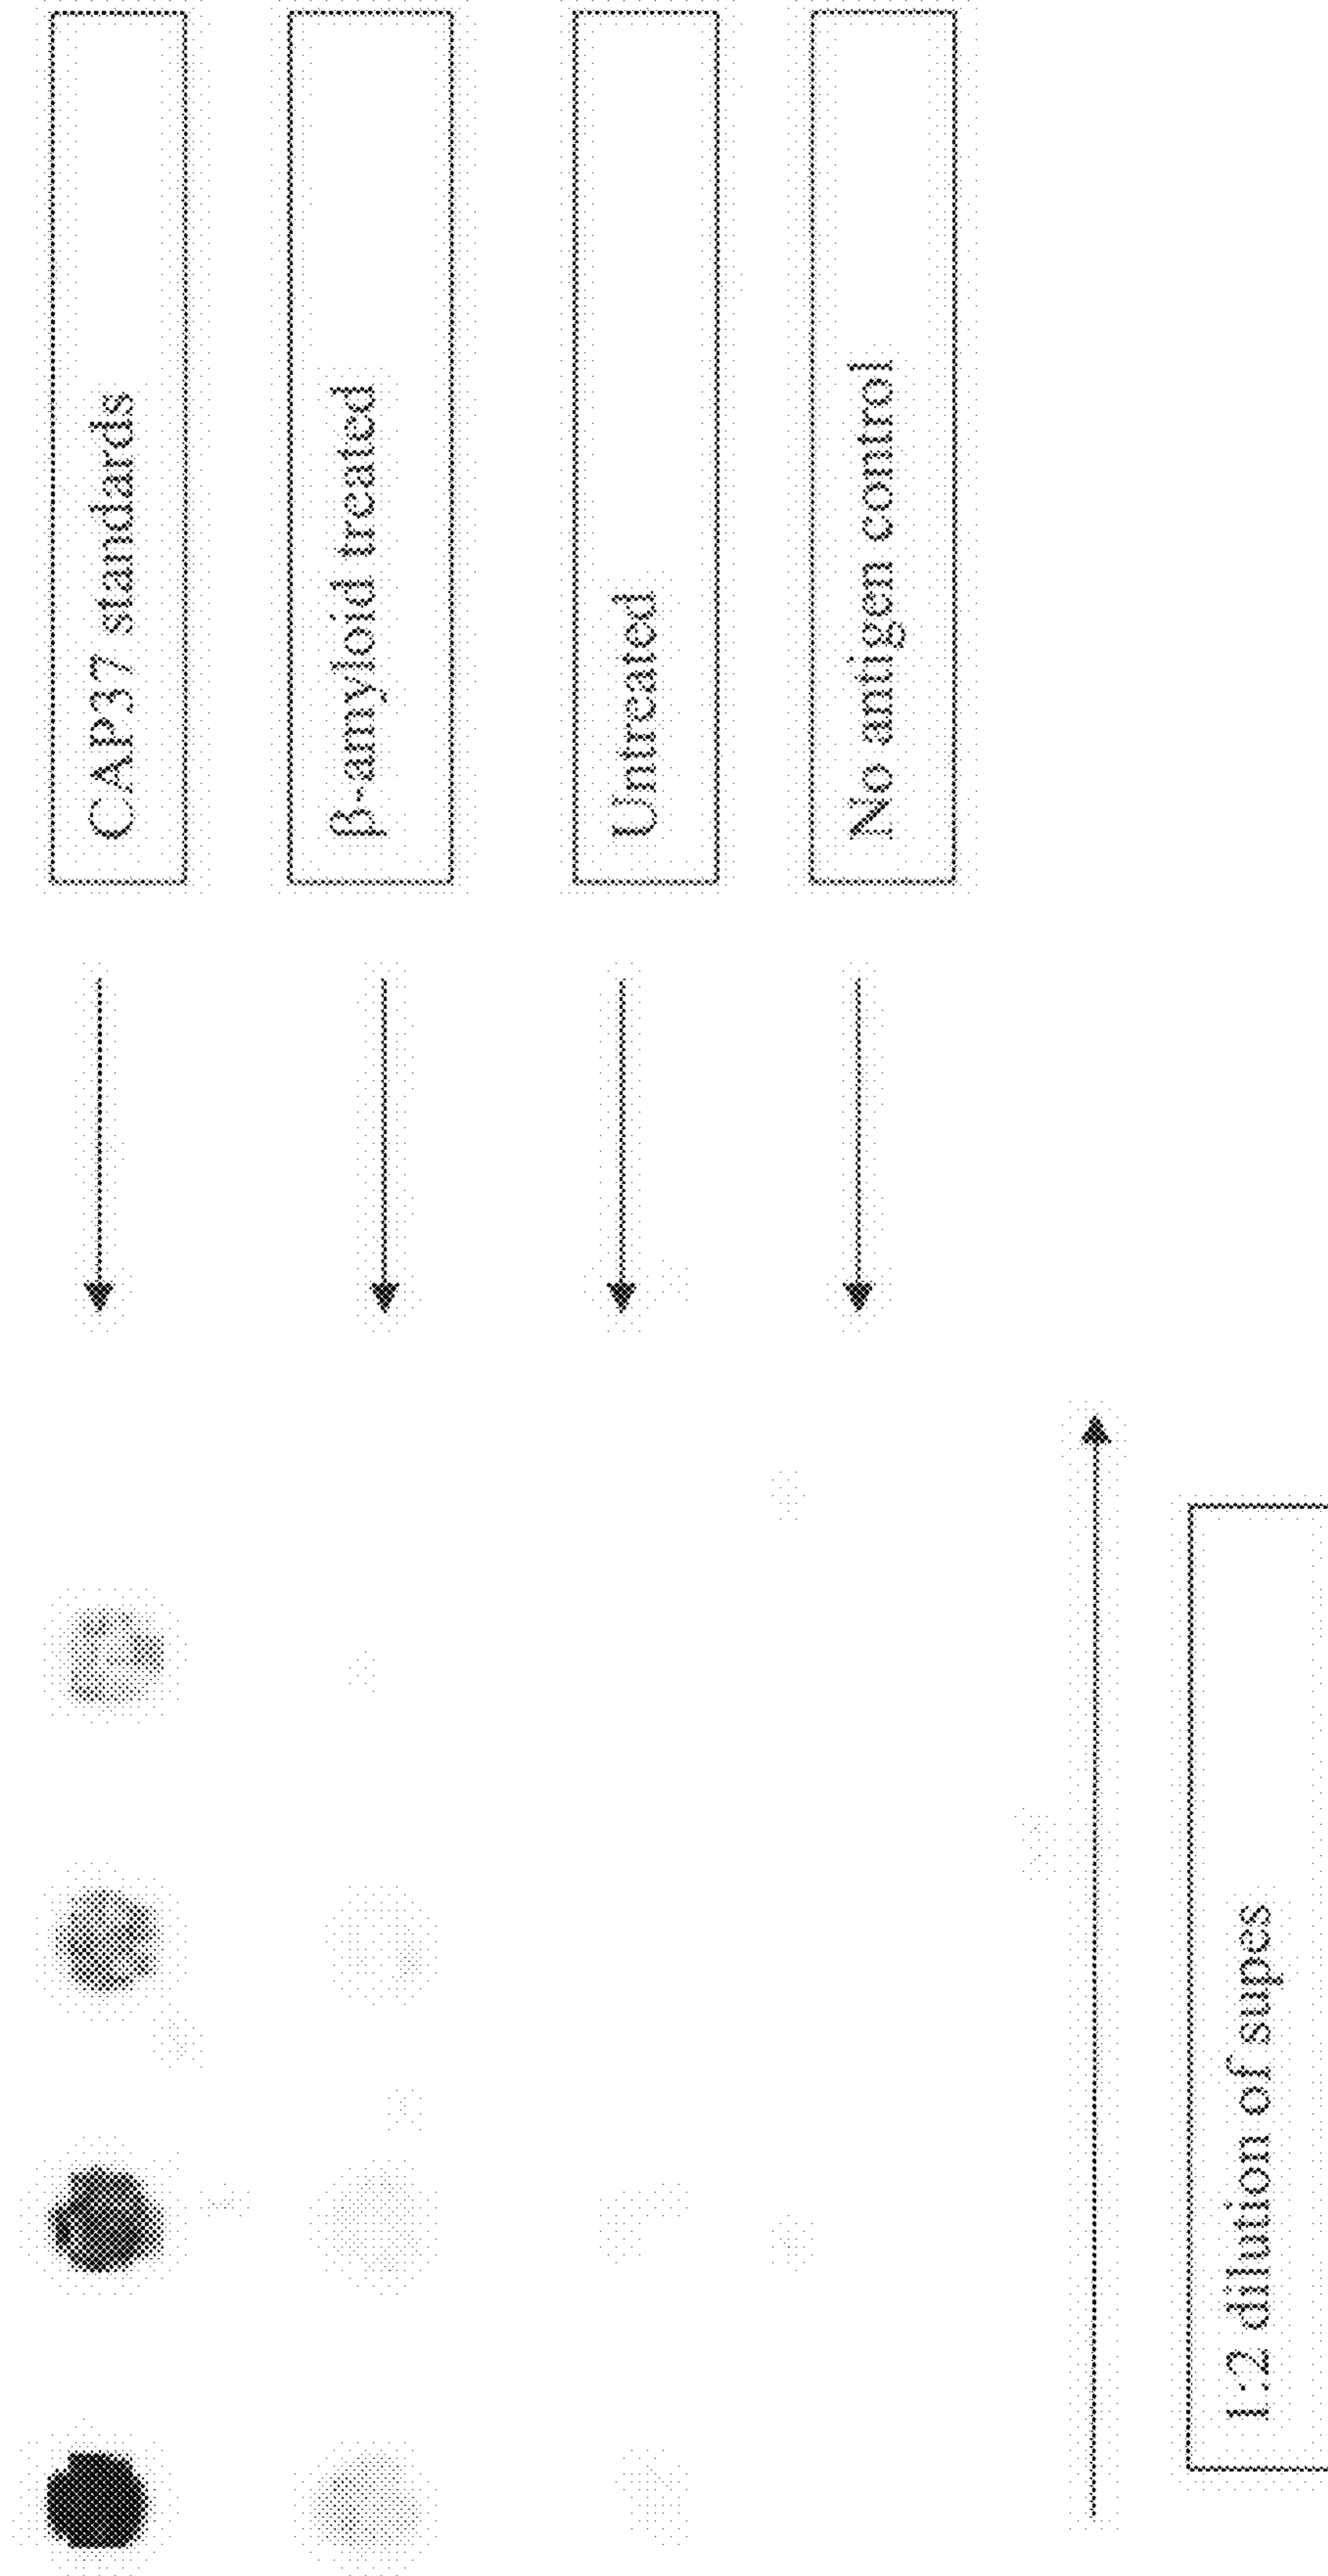 CAP37 standards
β-amyloid treated
Untreated
No antigen control
1:2 dilution of supes